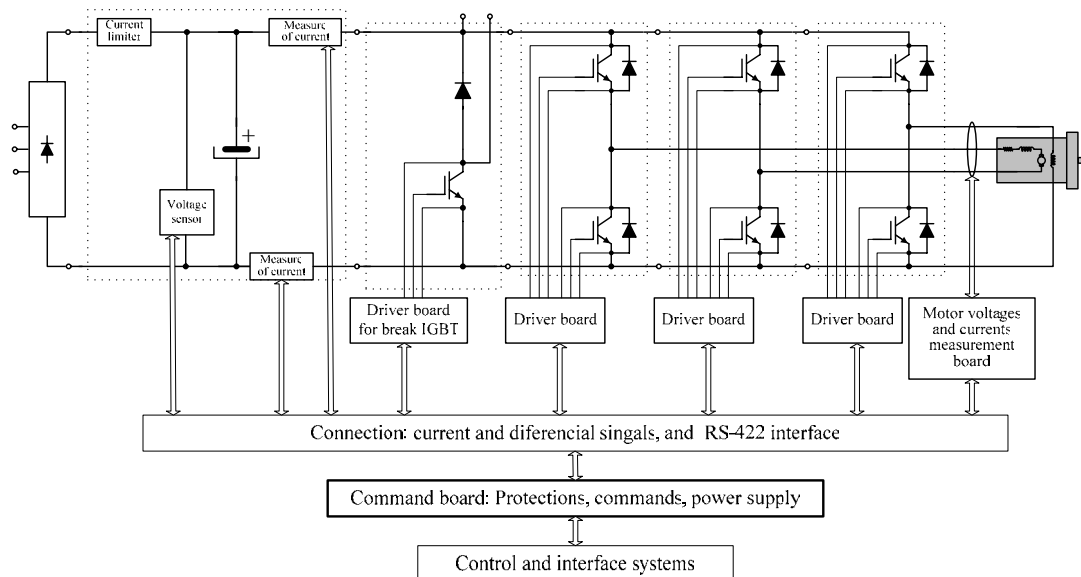 Current
limiter
Measure
of current
+
Voltage
sensor
Measure
of current
Driver board
for break IGBT
Driver board
Driver board
Driver board
Motor voltages
and currents
measurement
board
Connection: current and diferencial singals, and RS-422 interface
Command board: Protections, commands, power supply
Control and interface systems